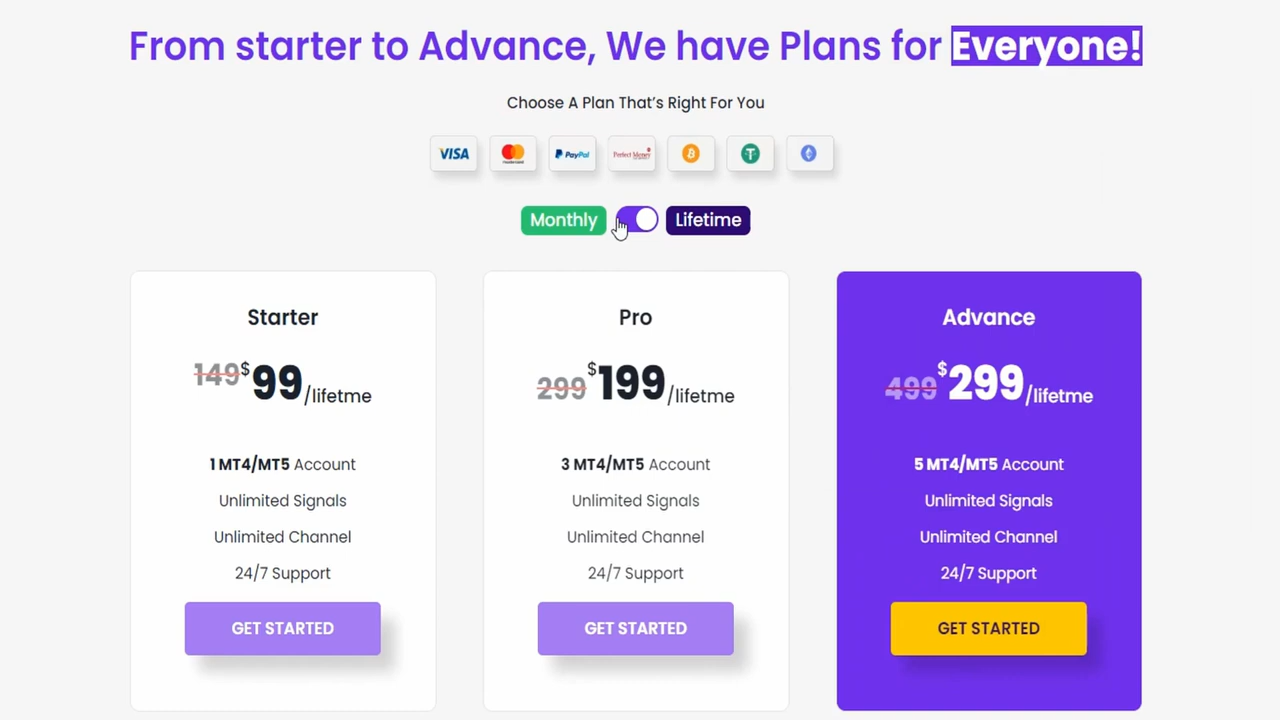 From starter to Advance, We have Plans for Everyone!
Choose A Plan That's Right For You
VISA mastercard PayPal Perfect Money
Monthly Lifetime
Starter
149 $99/lifetme
1 MT4/MT5 Account
Unlimited Signals
Unlimited Channel
24/7 Support
GET STARTED
Pro
299 $199/lifetme
3 MT4/MT5 Account
Unlimited Signals
Unlimited Channel
24/7 Support
GET STARTED
Advance
499 $299/lifetme
5 MT4/MT5 Account
Unlimited Signals
Unlimited Channel
24/7 Support
GET STARTED